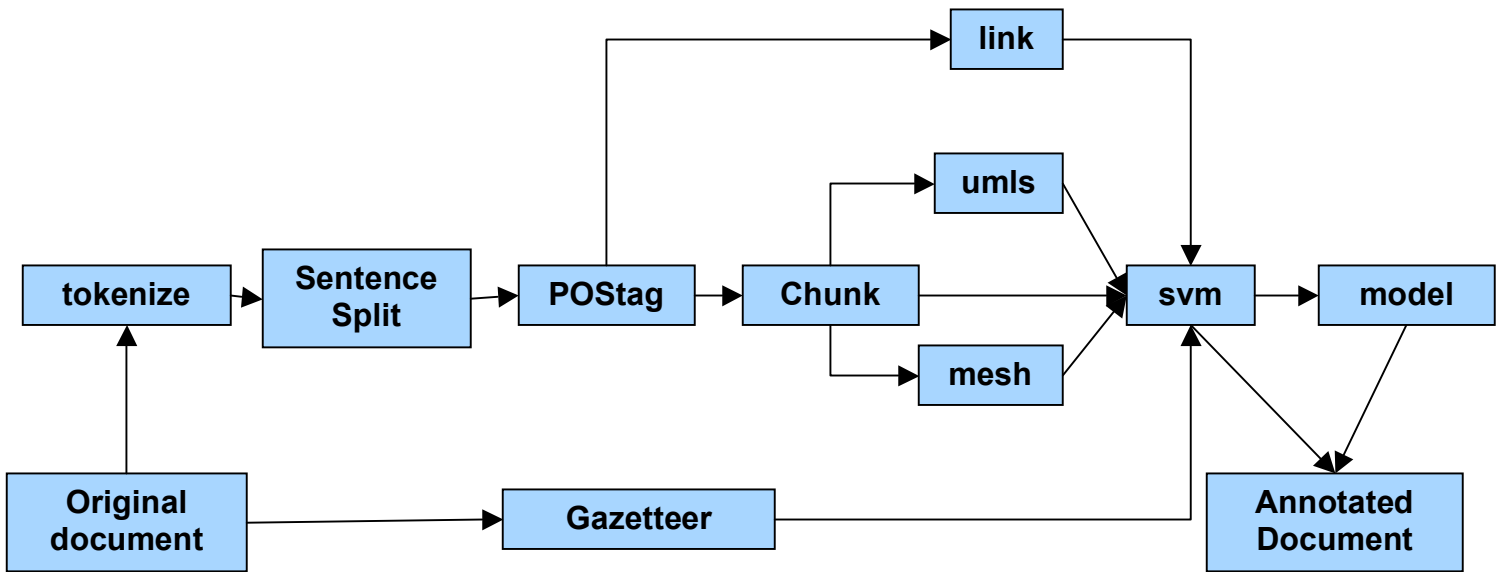 link
umls
tokenize
Sentence
Split
POStag
Chunk
svm
model
mesh
Original
document
Gazetteer
Annotated
Document